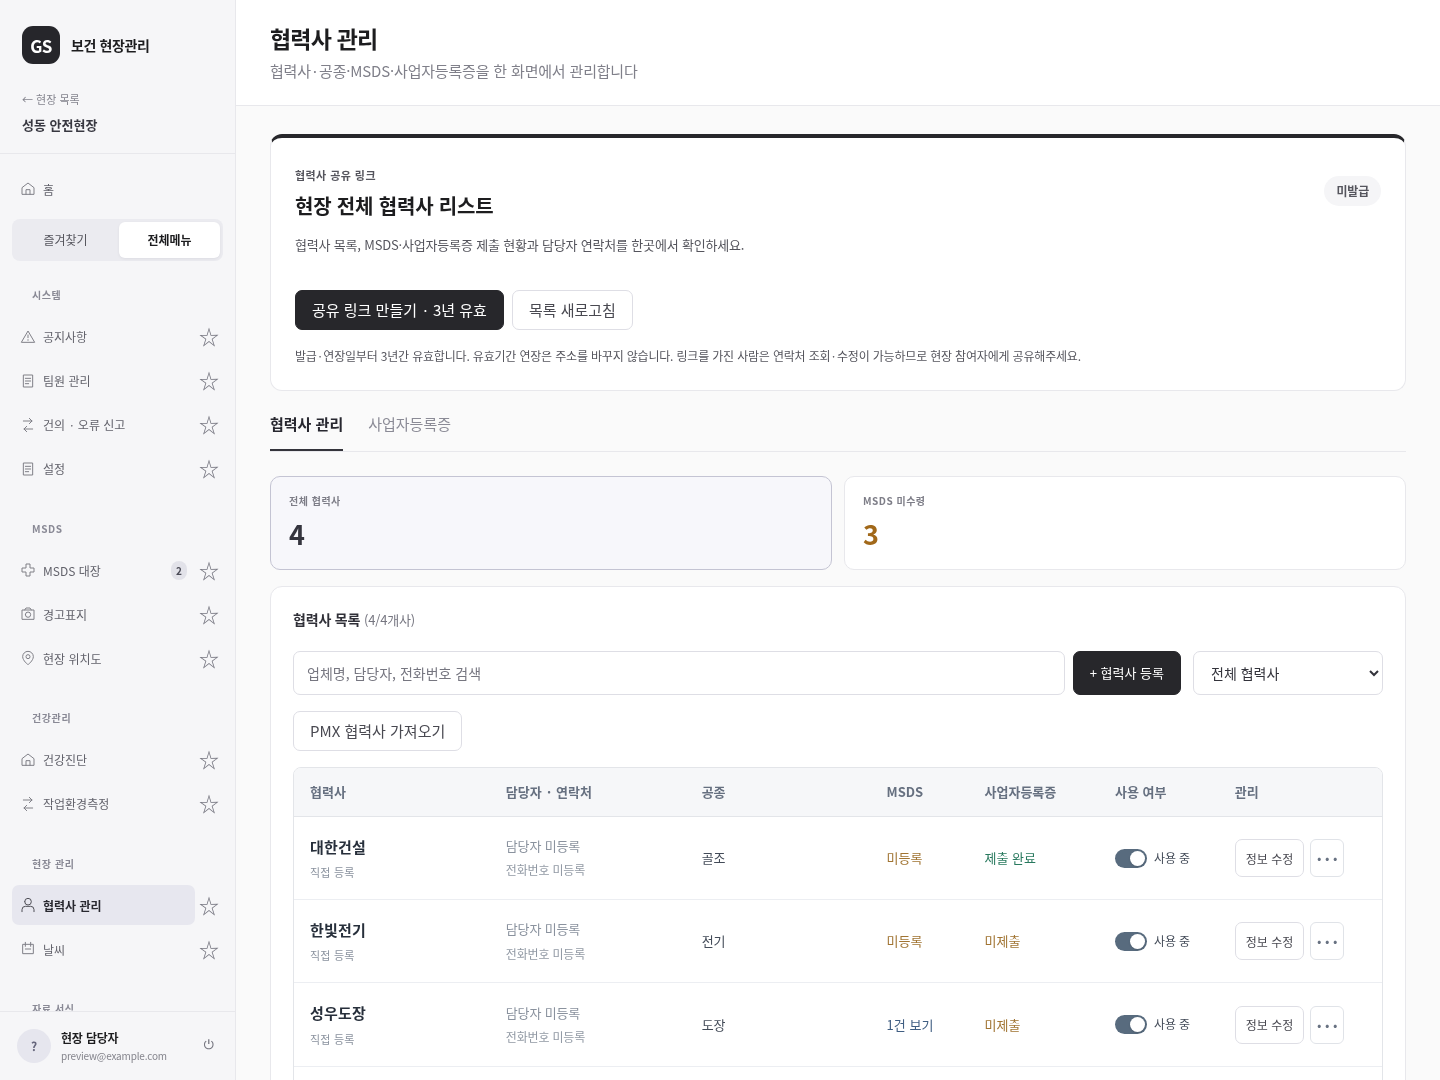 GS 보건 현장관리
← 현장 목록
성동 안전현장
홈
즐겨찾기 전체메뉴
시스템
공지사항
팀원 관리
건의 · 오류 신고
설정
MSDS
MSDS 대장 2
경고표지
현장 위치도
건강관리
건강진단
작업환경측정
현장 관리
협력사 관리
날씨
자료 서식
? 현장 담당자
preview@example.com
협력사 관리
협력사·공종·MSDS·사업자등록증을 한 화면에서 관리합니다
협력사 공유 링크
현장 전체 협력사 리스트
미발급
협력사 목록, MSDS·사업자등록증 제출 현황과 담당자 연락처를 한곳에서 확인하세요.
공유 링크 만들기 · 3년 유효 목록 새로고침
발급·연장일부터 3년간 유효합니다. 유효기간 연장은 주소를 바꾸지 않습니다. 링크를 가진 사람은 연락처 조회·수정이 가능하므로 현장 참여자에게 공유해주세요.
협력사 관리 사업자등록증
전체 협력사
4
MSDS 미수령
3
협력사 목록 (4/4개사)
업체명, 담당자, 전화번호 검색 + 협력사 등록 전체 협력사
PMX 협력사 가져오기
협력사 담당자 · 연락처 공종 MSDS 사업자등록증 사용 여부 관리
대한건설 담당자 미등록 골조 미등록 제출 완료 사용 중 정보 수정 •••
직접 등록 전화번호 미등록
한빛전기 담당자 미등록 전기 미등록 미제출 사용 중 정보 수정 •••
직접 등록 전화번호 미등록
성우도장 담당자 미등록 도장 1건 보기 미제출 사용 중 정보 수정 •••
직접 등록 전화번호 미등록